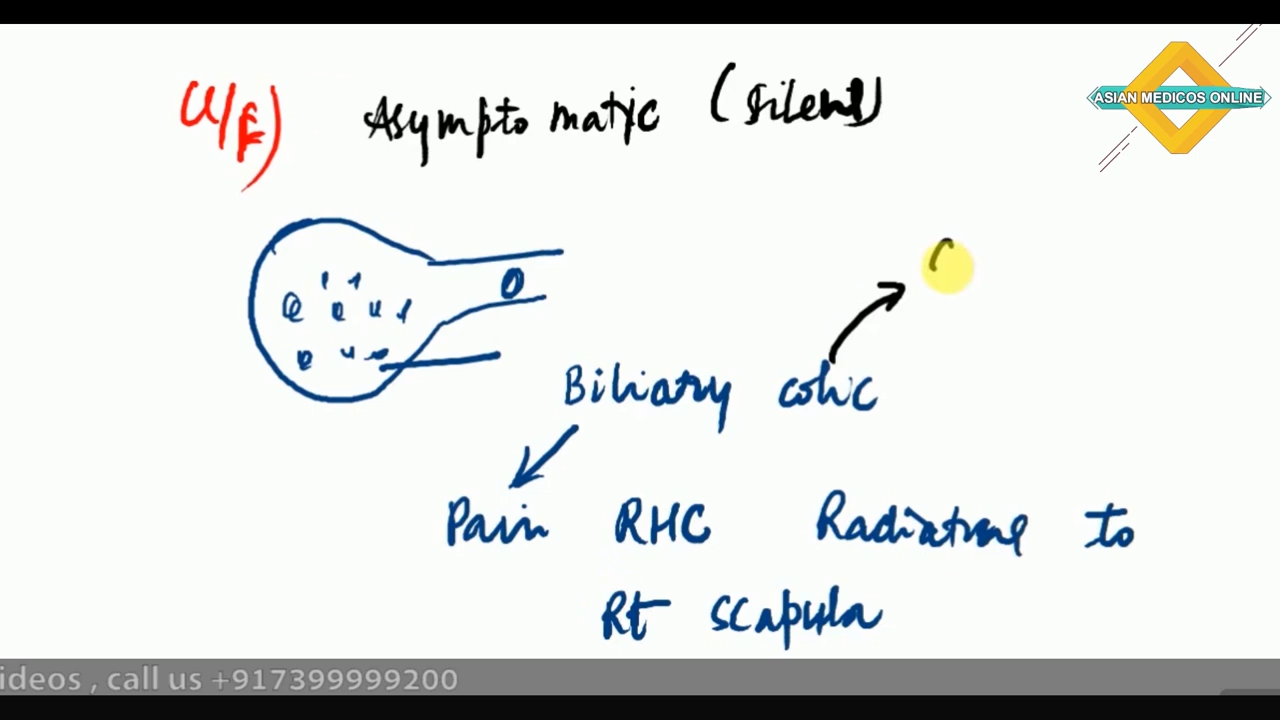 C/F) Asymptomatic (silent)
ASIAN MEDICOS ONLINE
Biliary colic
Pain RHC Radiating to
Rt scapula
ideos , call us +917399999200